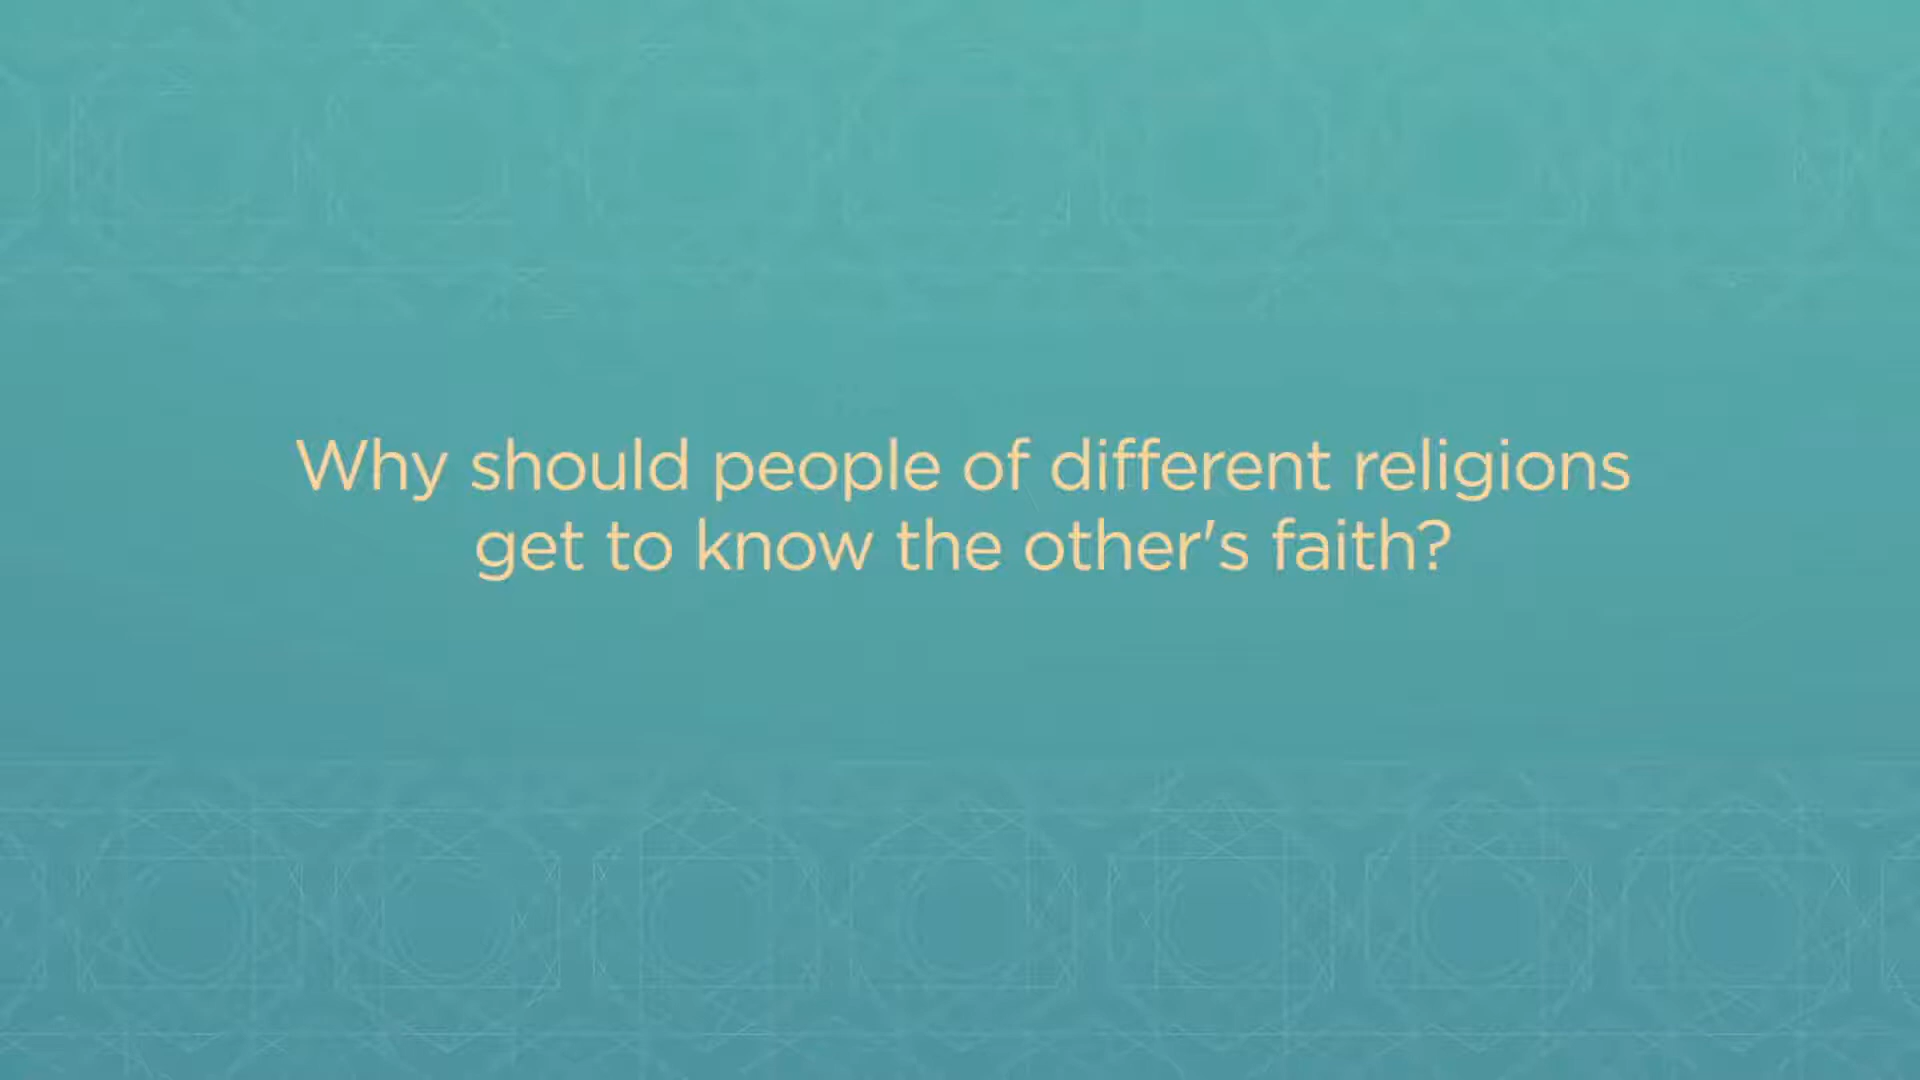 Why should people of different religions
get to know the other's faith?